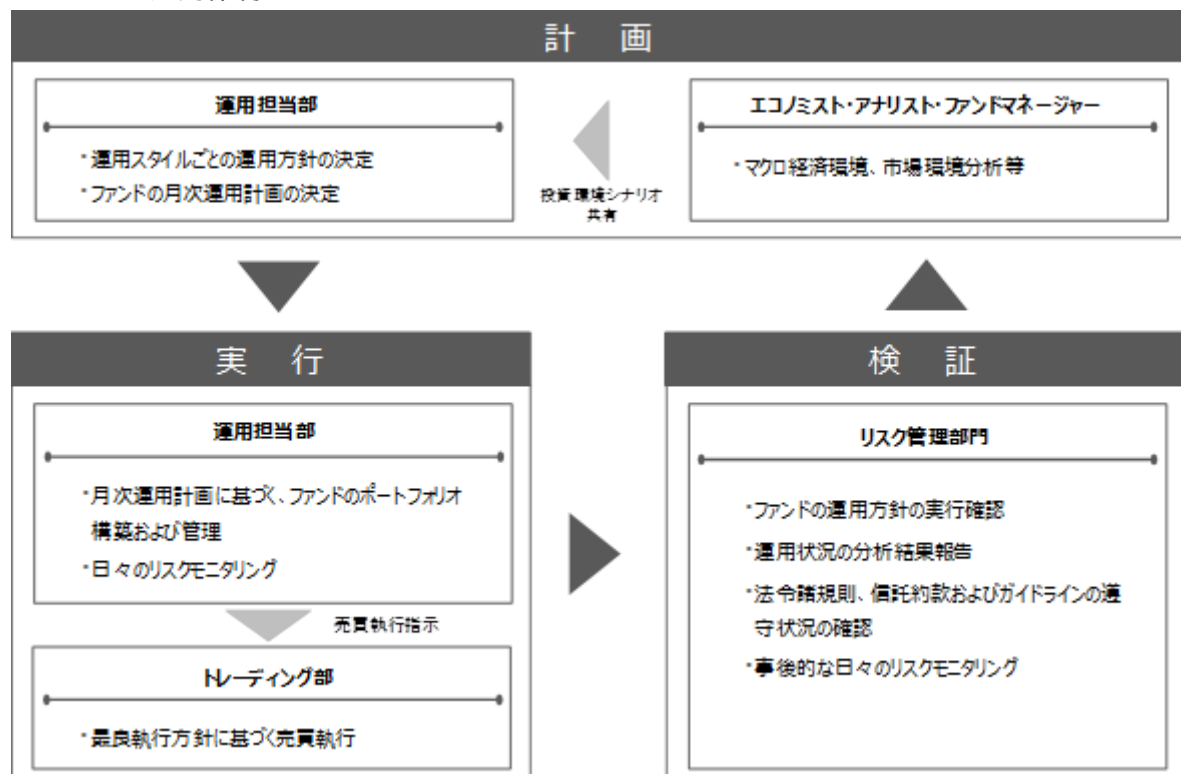 計 画
運用担当部
・運用スタイルごとの運用方針の決定
・ファンドの月次運用計画の決定
投資環境シナリオ
共有
エコノミスト・アナリスト・ファンドマネージャー
・マクロ経済環境、市場環境分析等
実 行
運用担当部
・月次運用計画に基づく、ファンドのポートフォリオ
構築および管理
・日々のリスクモニタリング
売買執行指示
トレーディング部
・最良執行方針に基づく売買執行
検 証
リスク管理部門
・ファンドの運用方針の実行確認
・運用状況の分析結果報告
・法令諸規則、信託約款およびガイドラインの遵
守状況の確認
・事後的な日々のリスクモニタリング